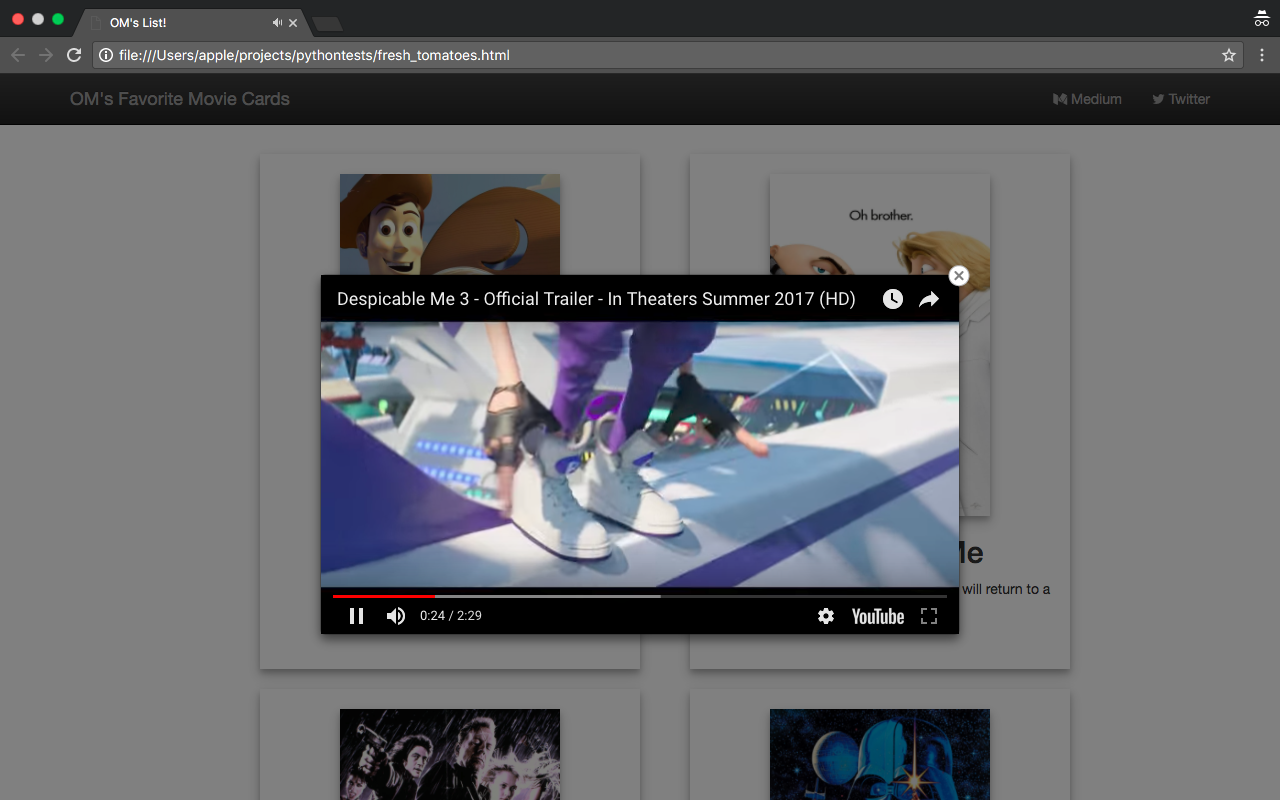 OM's List!
file:///Users/apple/projects/pythontests/fresh_tomatoes.html
OM's Favorite Movie Cards
Medium
Twitter
Oh brother.
Despicable Me 3 - Official Trailer - In Theaters Summer 2017 (HD)
Me
will return to a
0:24 / 2:29
YouTube